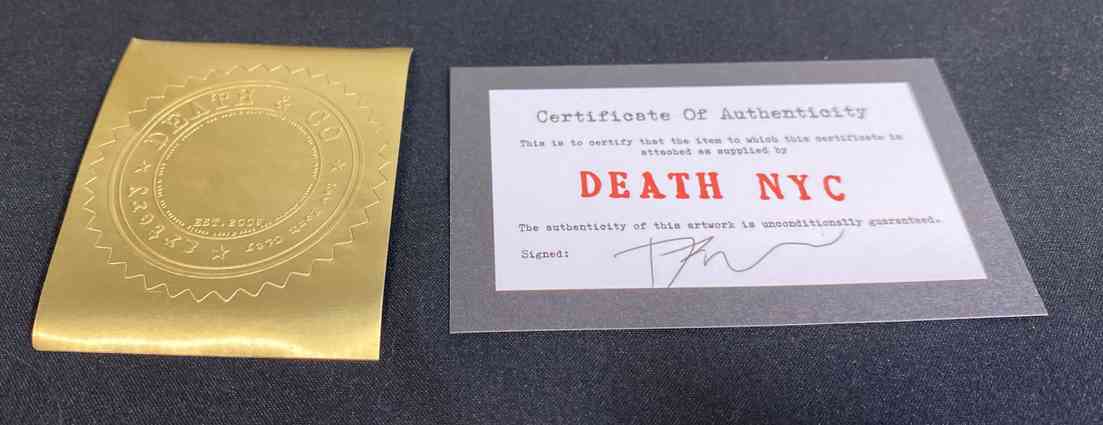 DEATH & CO
Certificate Of Authenticity
This is to certify that the item to which this certificate is
attached as supplied by
DEATH NYC
The authenticity of this artwork is unconditionally guaranteed.
Signed: